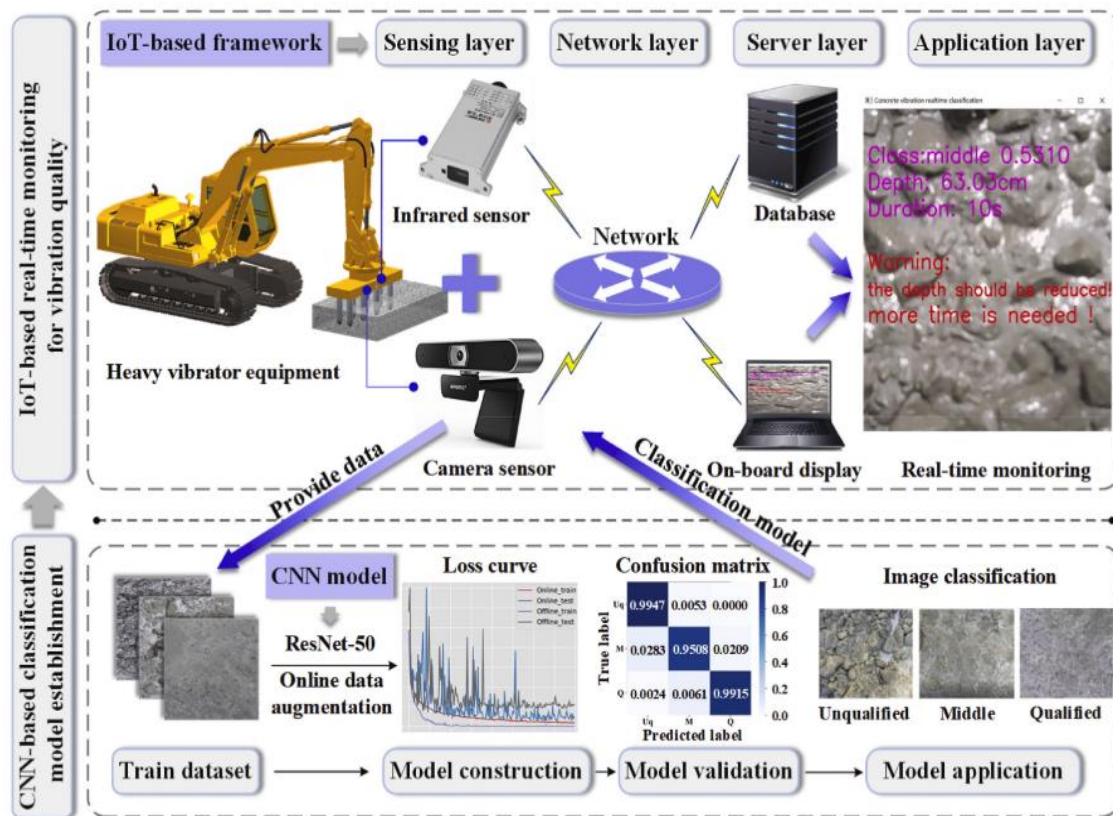 IoT-based real-time monitoring
for vibration quality
IoT-based framework
Sensing layer
Network layer
Server layer
Application layer
Concrete vibration realtime classification
Class:middle 0.5310
Depth: 63.03cm
Duration: 10s
Warning:
the depth should be reduced!
more time is needed !
Infrared sensor
Network
Database
Heavy vibrator equipment
Camera sensor
On-board display
Real-time monitoring
Provide data
Classification model
CNN-based classification
model establishment
CNN model
ResNet-50
Online data
augmentation
Loss curve
Online_train
Online_test
Offline_train
Offline_test
Confusion matrix
True label
Uq
M
Q
0.9947 0.0053 0.0000
0.0283 0.9508 0.0209
0.0024 0.0061 0.9915
Uq M Q
Predicted label
1.0
0.8
0.6
0.4
0.2
0.0
Image classification
Unqualified
Middle
Qualified
Train dataset
Model construction
Model validation
Model application